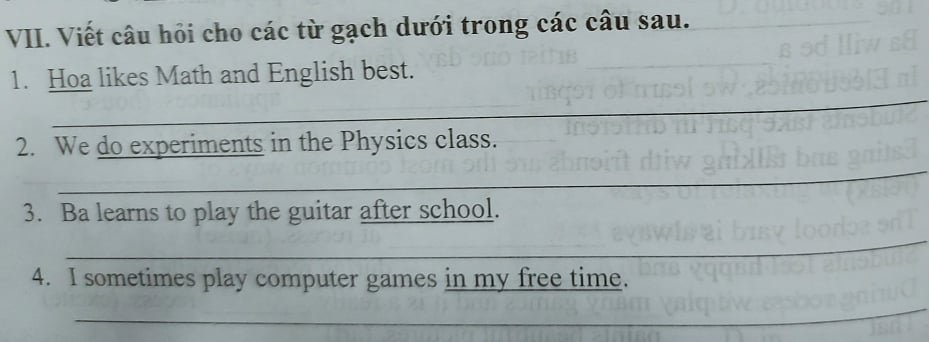 VII. Viết câu hỏi cho các từ gạch dưới trong các câu sau.
1. Hoa likes Math and English best.
2. We do experiments in the Physics class.
3. Ba learns to play the guitar after school.
4. I sometimes play computer games in my free time.